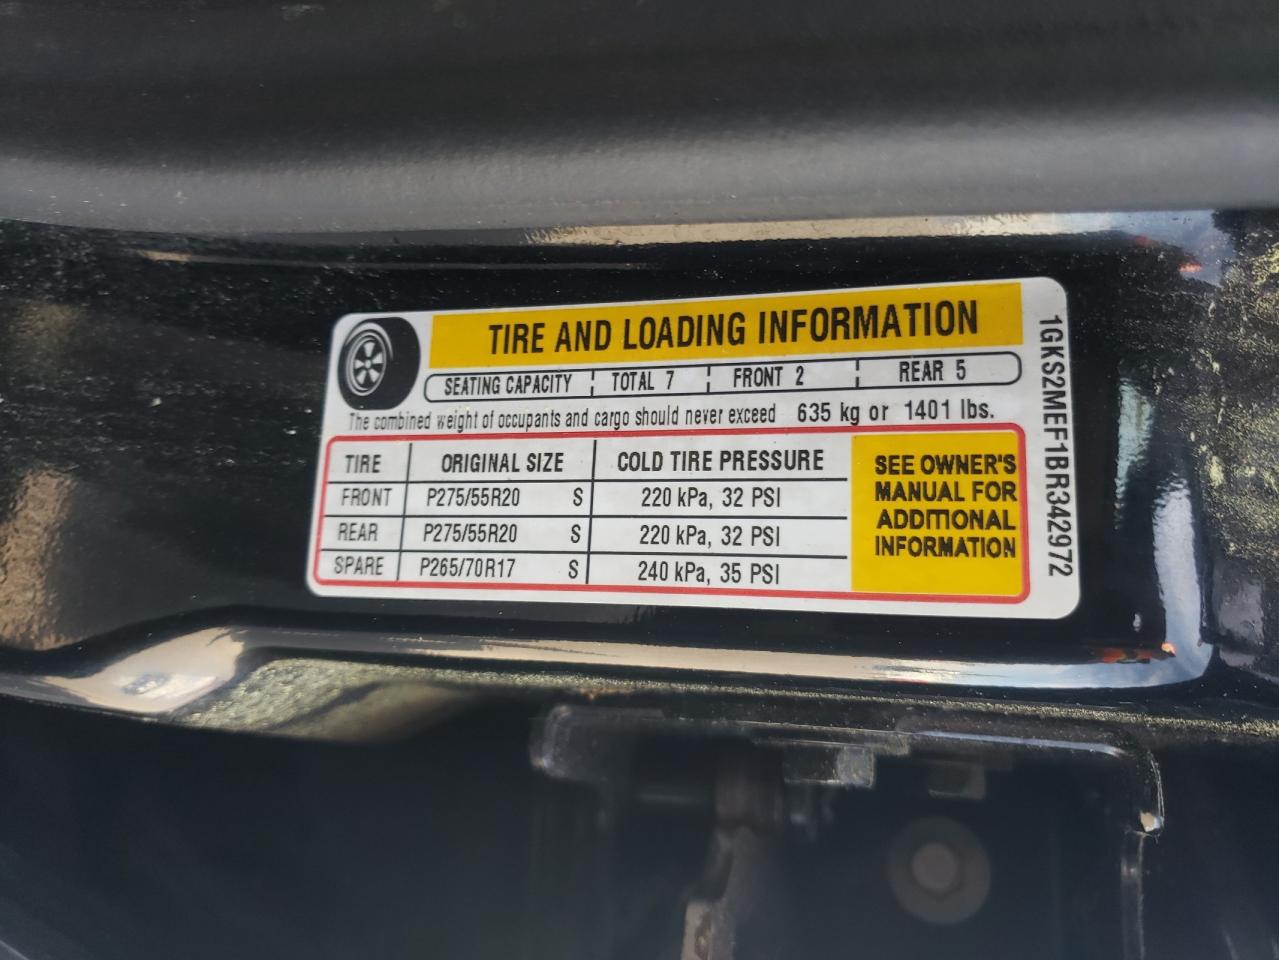 TIRE AND LOADING INFORMATION
SEATING CAPACITY TOTAL 7 FRONT 2 REAR 5
The combined weight of occupants and cargo should never exceed 635 kg or 1401 lbs.
TIRE ORIGINAL SIZE COLD TIRE PRESSURE
FRONT P275/55R20 S 220 kPa, 32 PSI
REAR P275/55R20 S 220 kPa, 32 PSI
SPARE P265/70R17 S 240 kPa, 35 PSI
SEE OWNER'S
MANUAL FOR
ADDITIONAL
INFORMATION
1GKS2MEF1BR342972